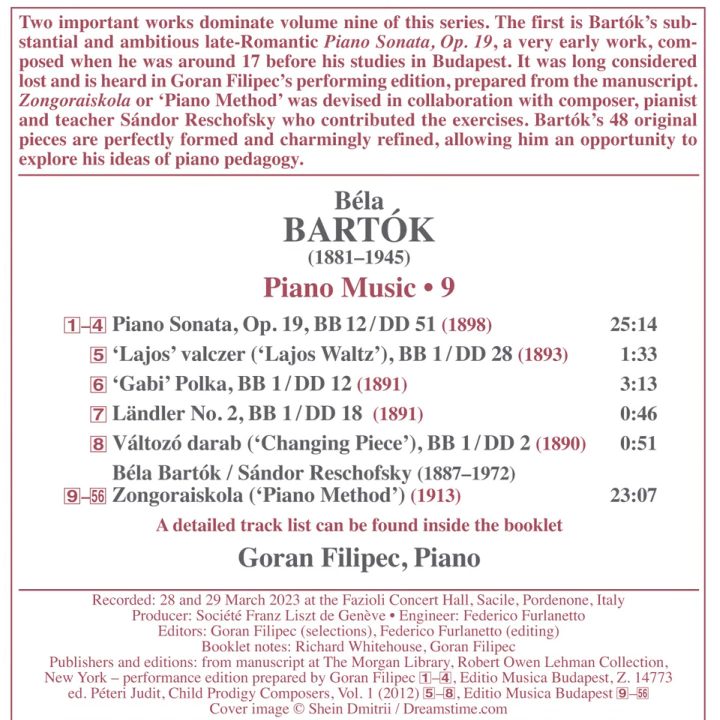 Two important works dominate volume nine of this series. The first is Bartók’s sub-
stantial and ambitious late-Romantic Piano Sonata, Op. 19, a very early work, com-
posed when he was around 17 before his studies in Budapest. It was long considered
lost and is heard in Goran Filipec’s performing edition, prepared from the manuscript.
Zongoraiskola or ‘Piano Method’ was devised in collaboration with composer, pianist
and teacher Sándor Reschofsky who contributed the exercises. Bartók’s 48 original
pieces are perfectly formed and charmingly refined, allowing him an opportunity to
explore his ideas of piano pedagogy.
Béla
BARTÓK
(1881–1945)
Piano Music • 9
1–4 Piano Sonata, Op. 19, BB 12 / DD 51 (1898) 25:14
5 ‘Lajos’ valczer (‘Lajos Waltz’), BB 1 / DD 28 (1893) 1:33
6 ‘Gabi’ Polka, BB 1 / DD 12 (1891) 3:13
7 Ländler No. 2, BB 1 / DD 18 (1891) 0:46
8 Változó darab (‘Changing Piece’), BB 1 / DD 2 (1890) 0:51
Béla Bartók / Sándor Reschofsky (1887–1972)
9–56 Zongoraiskola (‘Piano Method’) (1913) 23:07
A detailed track list can be found inside the booklet
Goran Filipec, Piano
Recorded: 28 and 29 March 2023 at the Fazioli Concert Hall, Sacile, Pordenone, Italy
Producer: Société Franz Liszt de Genève • Engineer: Federico Furlanetto
Editors: Goran Filipec (selections), Federico Furlanetto (editing)
Booklet notes: Richard Whitehouse, Goran Filipec
Publishers and editions: from manuscript at The Morgan Library, Robert Owen Lehman Collection,
New York – performance edition prepared by Goran Filipec 1–4, Editio Musica Budapest, Z. 14773
ed. Péteri Judit, Child Prodigy Composers, Vol. 1 (2012) 5–8, Editio Musica Budapest 9–56
Cover image © Shein Dmitrii / Dreamstime.com